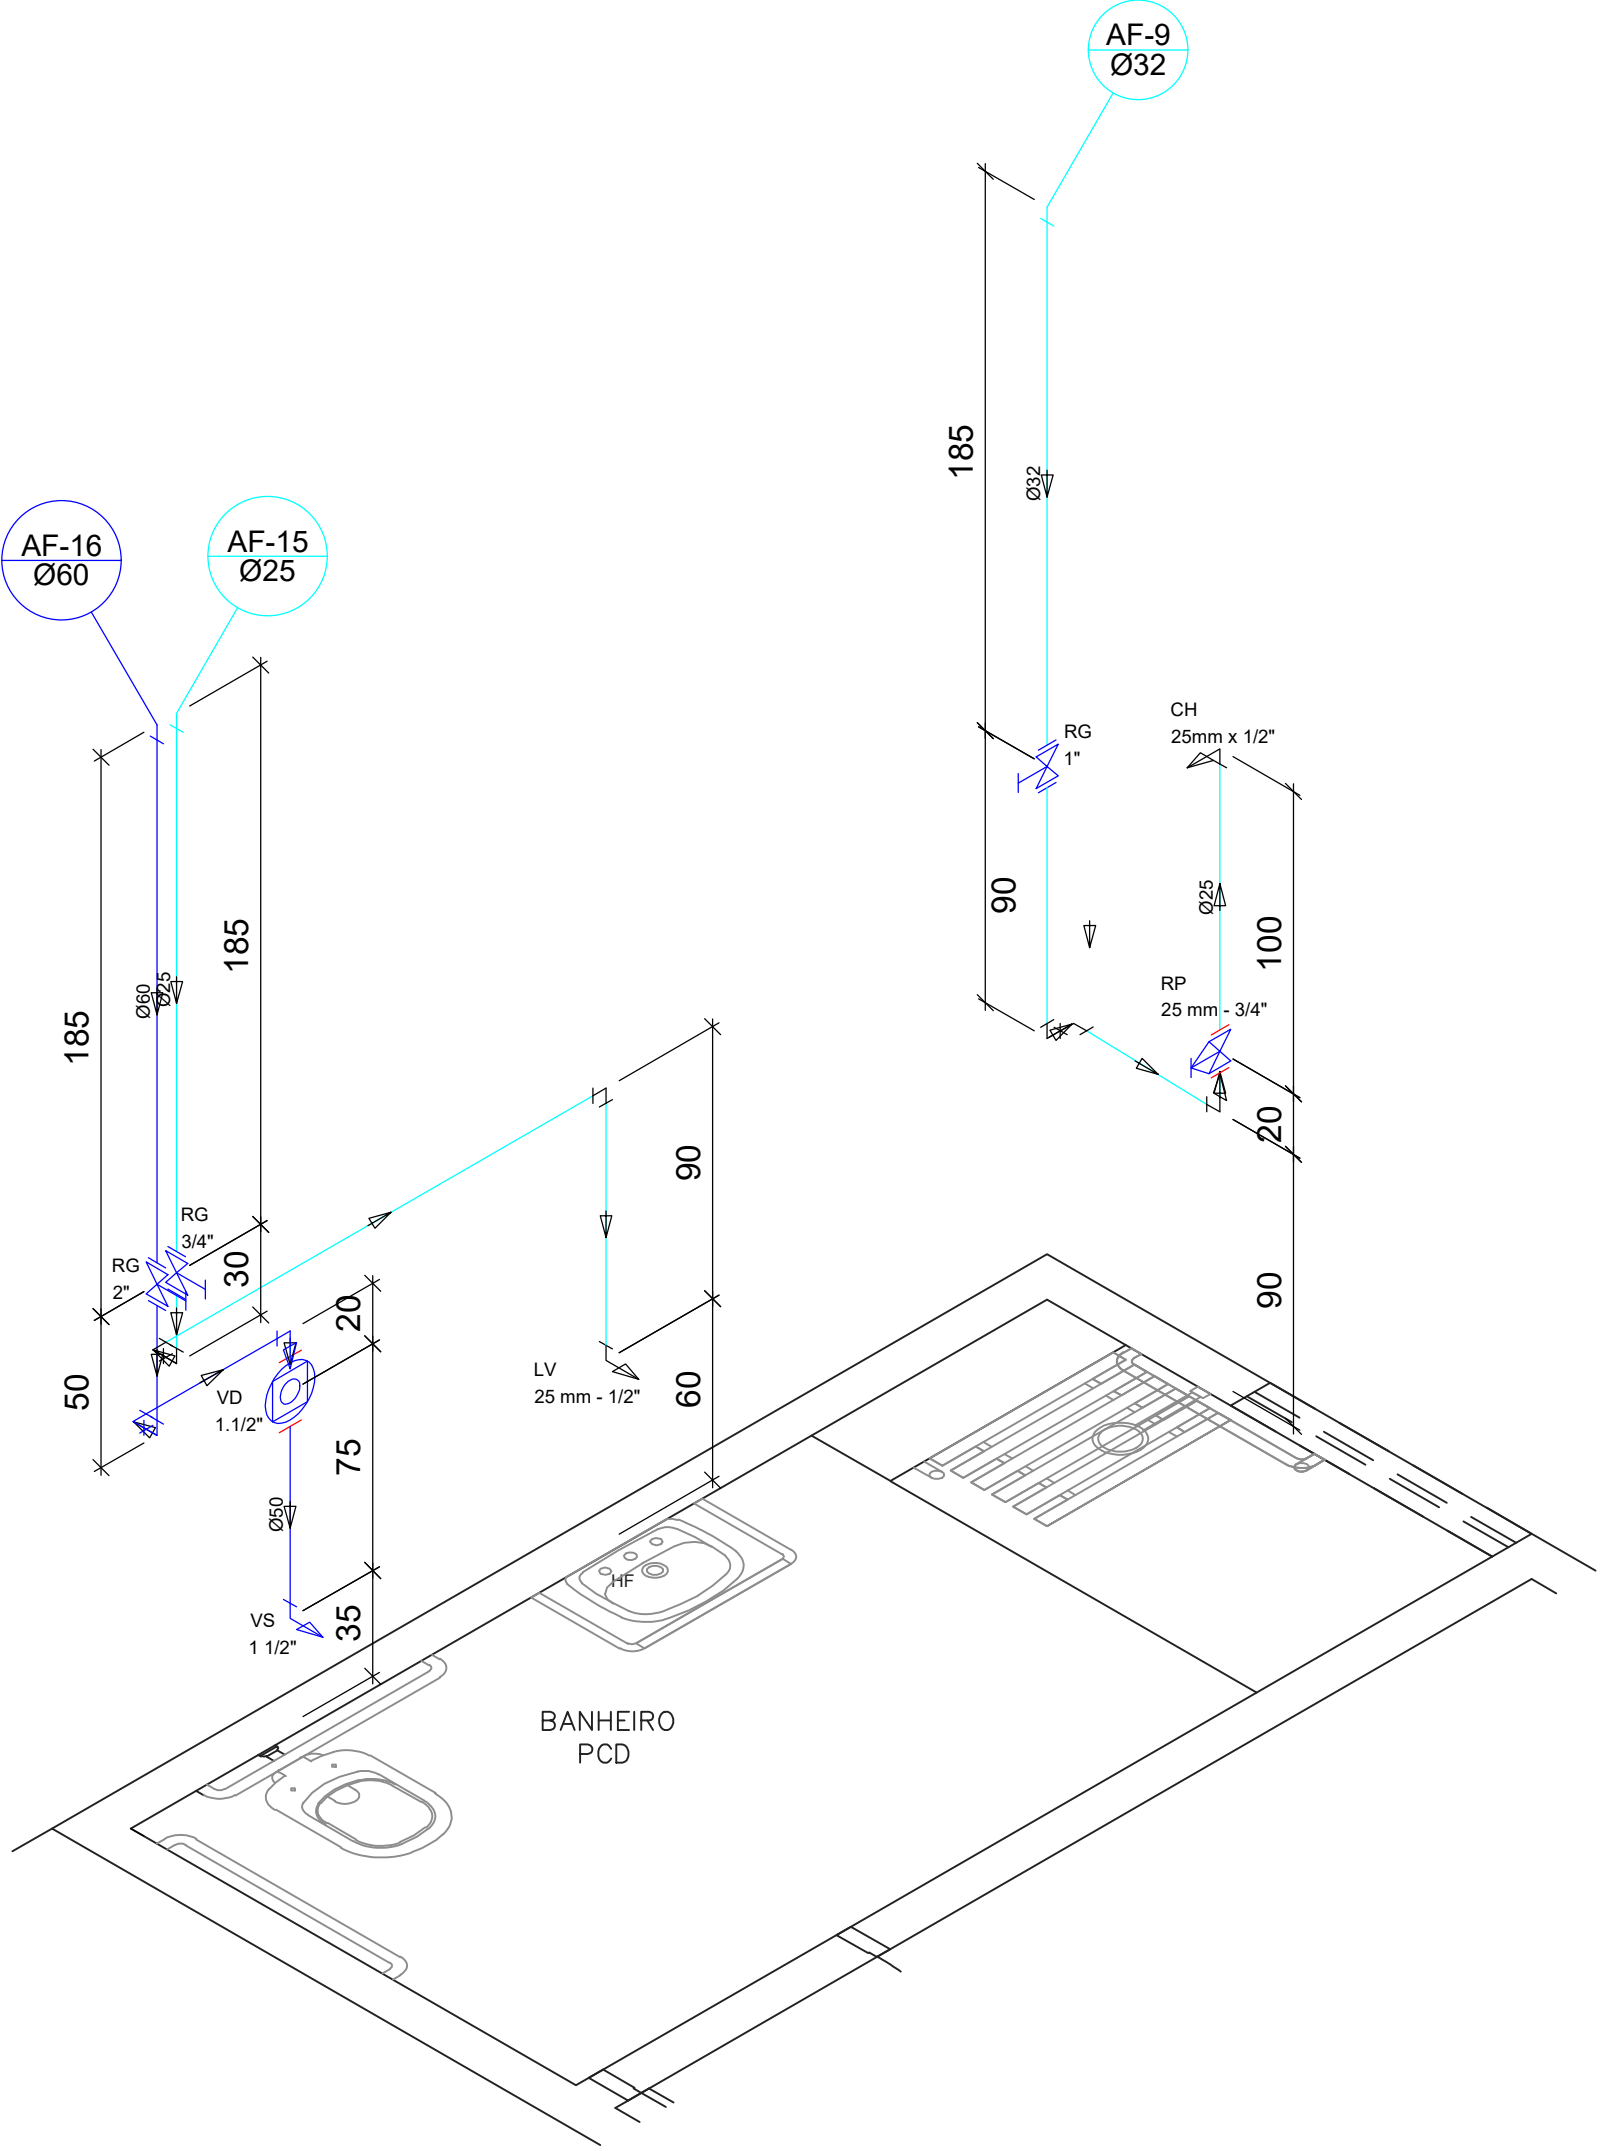 AF-9
Ø32
185
Ø32
RG
1"
90
CH
25mm x 1/2"
Ø25
100
RP
25 mm - 3/4"
20
90
AF-16
Ø60
AF-15
Ø25
185
Ø60
Ø25
185
RG
3/4"
RG
2"
30
50
20
VD
1.1/2"
75
Ø50
VS
1 1/2"
35
90
LV
25 mm - 1/2"
60
HF
BANHEIRO
PCD